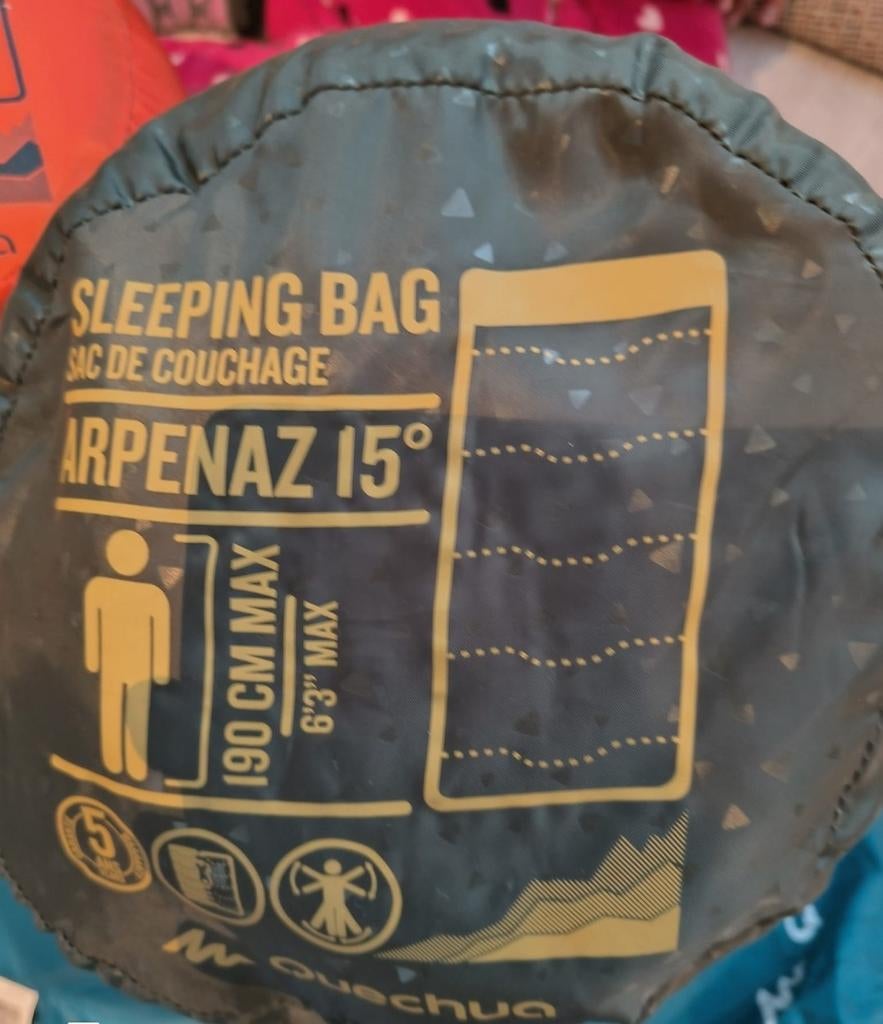 SLEEPING BAG
SAC DE COUCHAGE
ARPENAZ 15°
190 CM MAX
6'3" MAX
5
Quechua